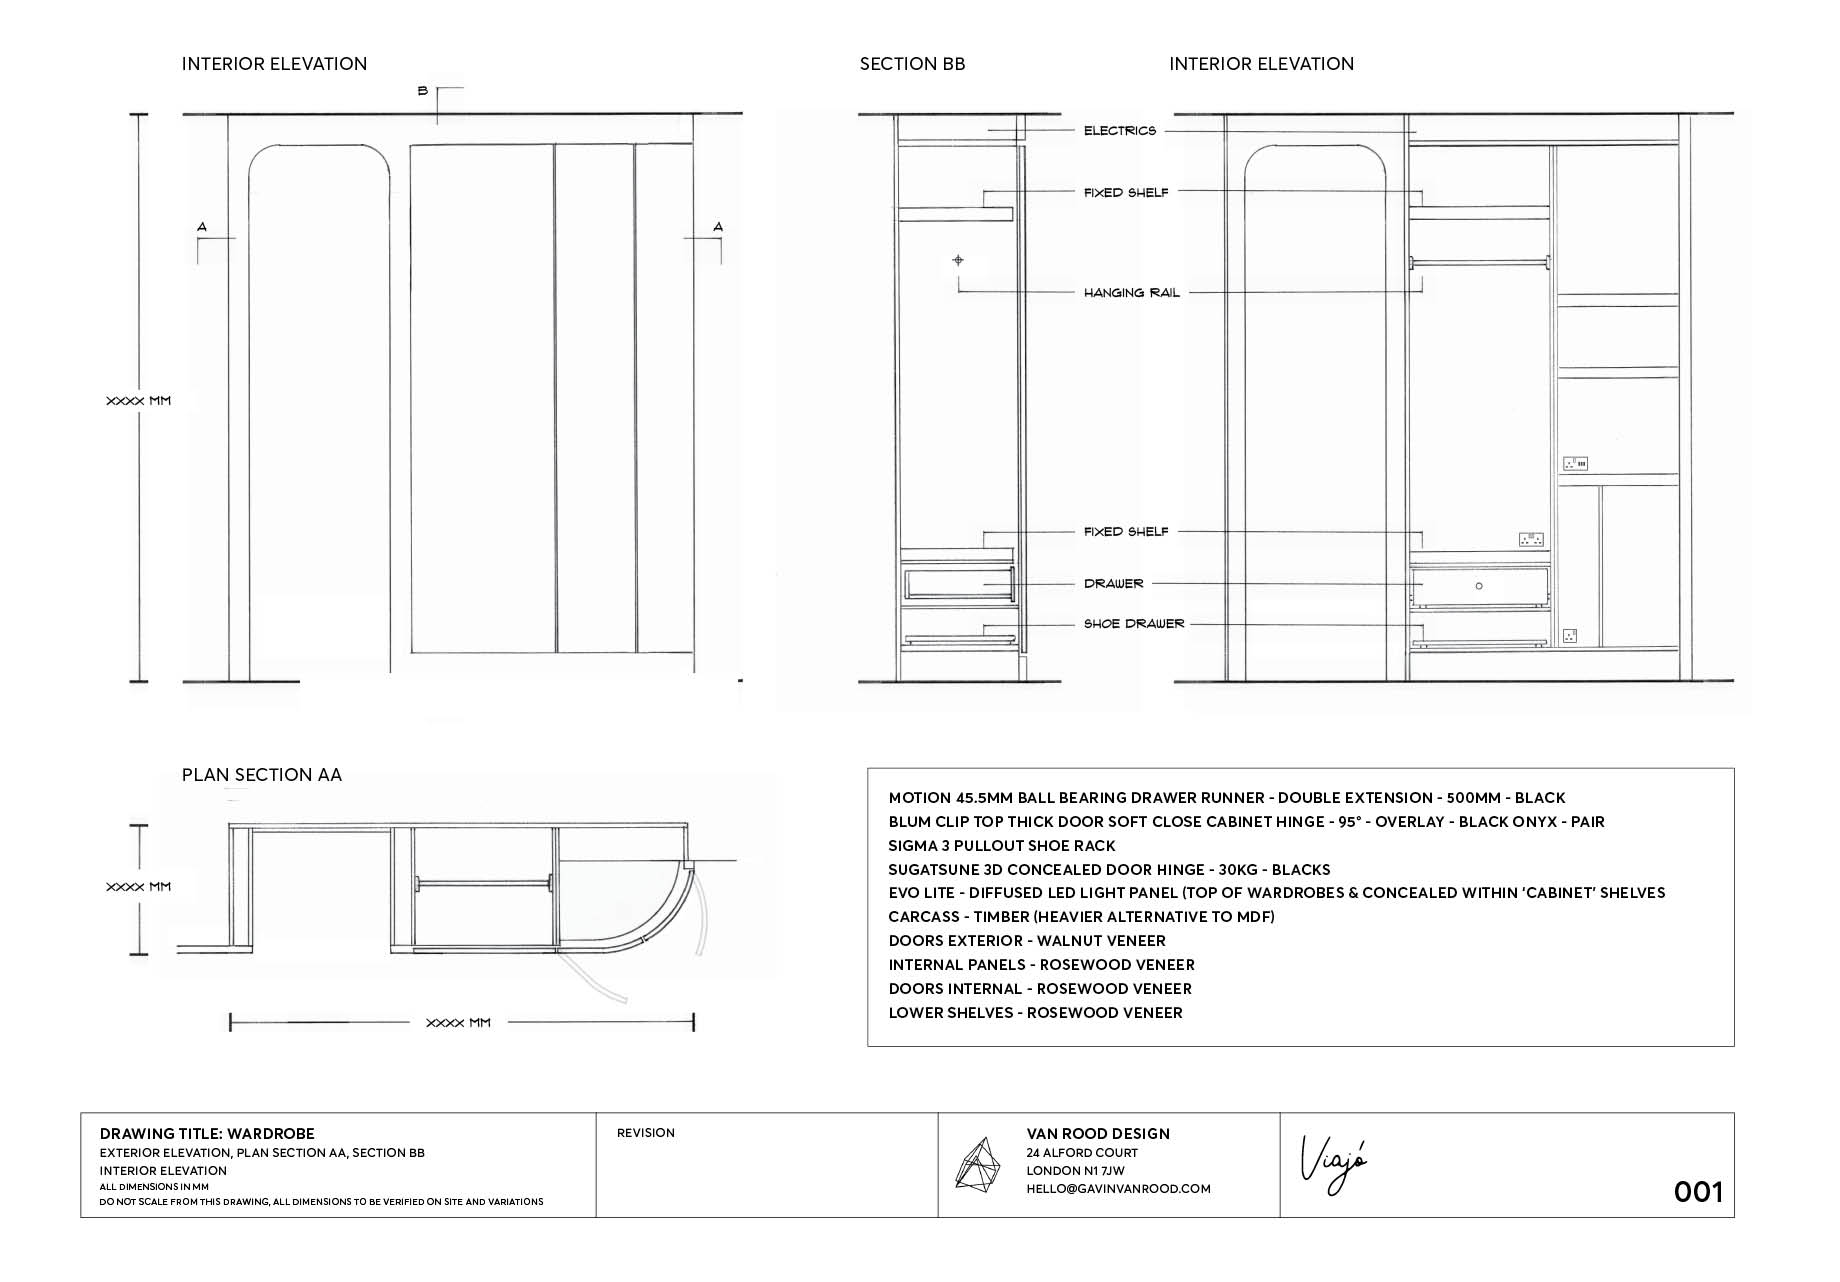 INTERIOR ELEVATION
SECTION BB
INTERIOR ELEVATION
B
A
A
XXXX MM
ELECTRICS
FIXED SHELF
HANGING RAIL
FIXED SHELF
DRAWER
SHOE DRAWER
PLAN SECTION AA
XXXX MM
XXXX MM
MOTION 45.5MM BALL BEARING DRAWER RUNNER - DOUBLE EXTENSION - 500MM - BLACK
BLUM CLIP TOP THICK DOOR SOFT CLOSE CABINET HINGE - 95° - OVERLAY - BLACK ONYX - PAIR
SIGMA 3 PULLOUT SHOE RACK
SUGATSUNE 3D CONCEALED DOOR HINGE - 30KG - BLACKS
EVO LITE - DIFFUSED LED LIGHT PANEL (TOP OF WARDROBES & CONCEALED WITHIN 'CABINET' SHELVES
CARCASS - TIMBER (HEAVIER ALTERNATIVE TO MDF)
DOORS EXTERIOR - WALNUT VENEER
INTERNAL PANELS - ROSEWOOD VENEER
DOORS INTERNAL - ROSEWOOD VENEER
LOWER SHELVES - ROSEWOOD VENEER
DRAWING TITLE: WARDROBE
EXTERIOR ELEVATION, PLAN SECTION AA, SECTION BB
INTERIOR ELEVATION
ALL DIMENSIONS IN MM
DO NOT SCALE FROM THIS DRAWING, ALL DIMENSIONS TO BE VERIFIED ON SITE AND VARIATIONS
REVISION
VAN ROOD DESIGN
24 ALFORD COURT
LONDON N1 7JW
HELLO@GAVINVANROOD.COM
Viajó
001